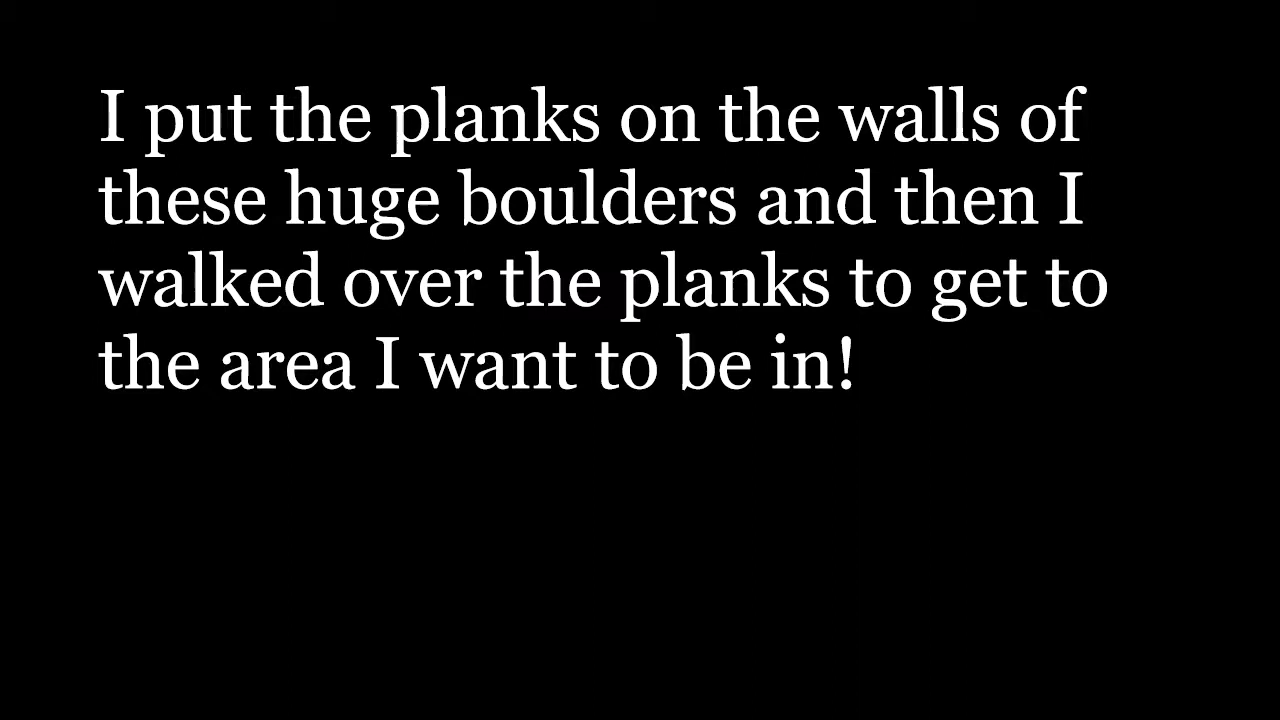 I put the planks on the walls of
these huge boulders and then I
walked over the planks to get to
the area I want to be in!